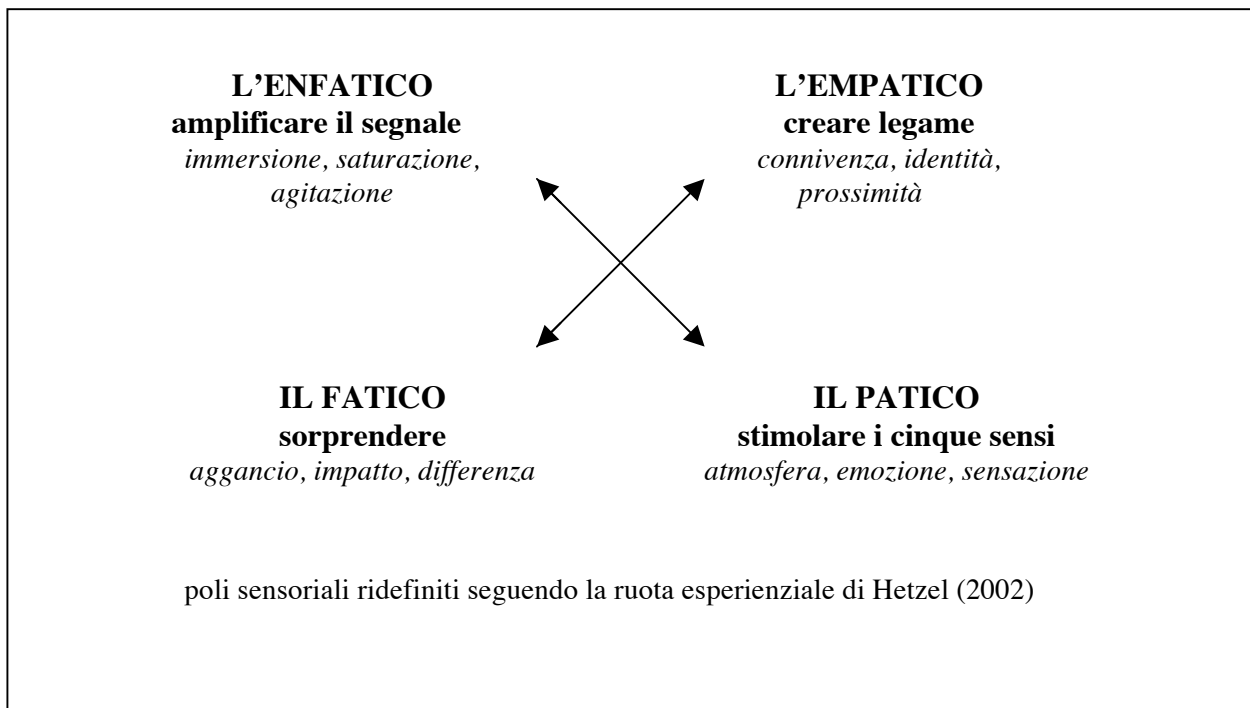 L’ENFATICO
amplificare il segnale
immersione, saturazione,
agitazione
L’EMPATICO
creare legame
connivenza, identità,
prossimità
IL FATICO
sorprendere
aggancio, impatto, differenza
IL PATICO
stimolare i cinque sensi
atmosfera, emozione, sensazione
poli sensoriali ridefiniti seguendo la ruota esperienziale di Hetzel (2002)